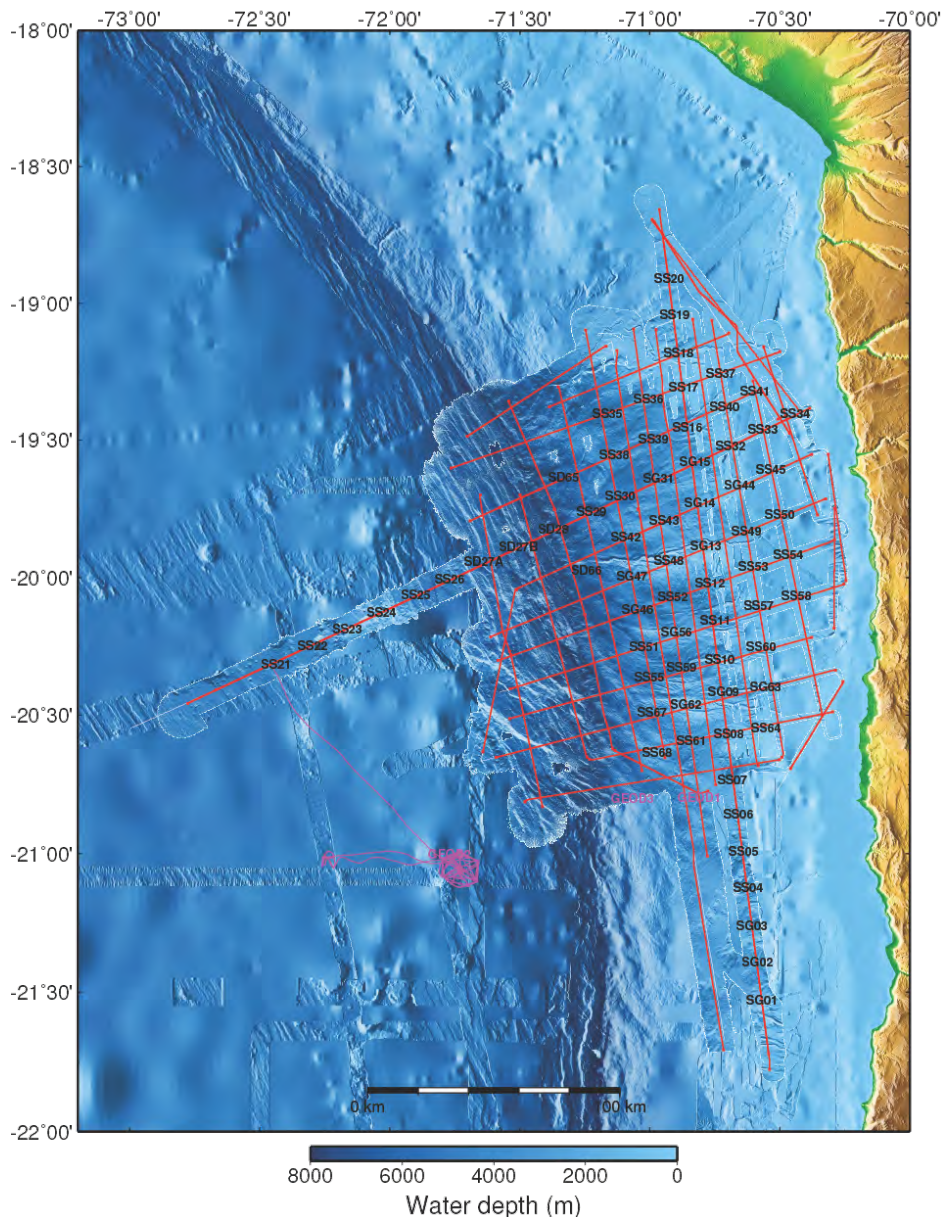 -73°00' -72°30' -72°00' -71°30' -71°00' -70°30' -70°00'
-18°00'
-18°30'
-19°00'
-19°30'
-20°00'
-20°30'
-21°00'
-21°30'
-22°00'
SS20
SS19
SS18
SS17 SS37
SS36 SS40 SS41
SS35 SS16 SS33 SS34
SS39 SS32
SS38 SG15 SS45
SD65 SG31 SG44
SS30 SG14
SS29 SS43 SS50
SD28 SS42 SG13 SS49
SD27B SS48 SS54
SD27A SD66 SG47 SS12 SS53
SS26 SS52 SS58
SS25 SG46 SS11 SS57
SS24 SG56
SS23 SS51 SS60
SS22 SS59 SS10
SS21 SS55 SG09 SG63
SS67 SG62
SS61 SS08 SS64
SS68
SS07
SS06
SS05
SS04
SG03
SG02
SG01
0 km
8000 6000 4000 2000 0
Water depth (m)